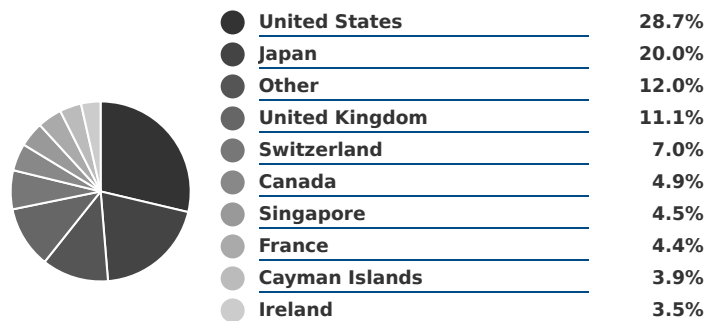 United States 28.7%
Japan 20.0%
Other 12.0%
United Kingdom 11.1%
Switzerland 7.0%
Canada 4.9%
Singapore 4.5%
France 4.4%
Cayman Islands 3.9%
Ireland 3.5%